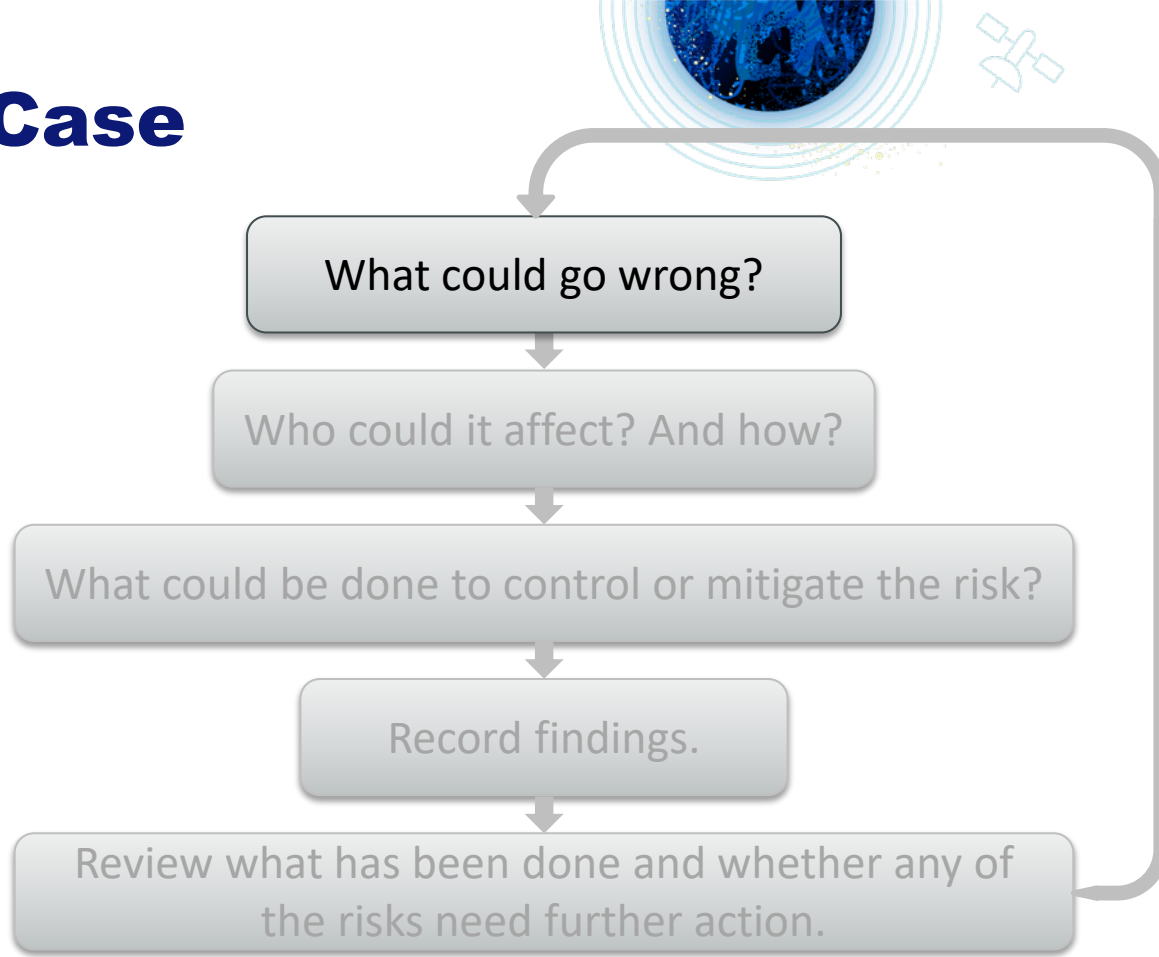 Case
What could go wrong?
Who could it affect? And how?
What could be done to control or mitigate the risk?
Record findings.
Review what has been done and whether any of
the risks need further action.